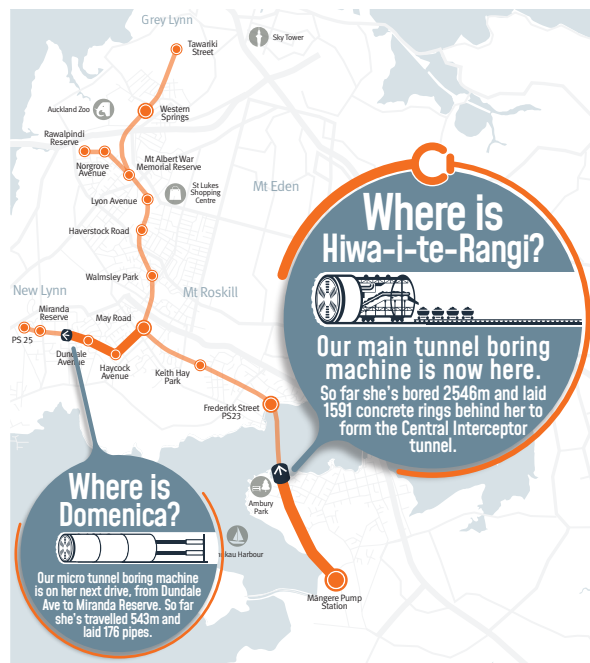 Grey Lynn
Tawariki
Street
Sky Tower
Auckland Zoo
Western
Springs
Rawalpindi
Reserve
Norgrove
Avenue
Mt Albert War
Memorial Reserve
St Lukes
Shopping
Centre
Mt Eden
Lyon Avenue
Haverstock Road
Walmsley Park
New Lynn
Mt Roskill
Miranda
Reserve
May Road
PS 25
Dundale
Avenue
Haycock
Avenue
Keith Hay
Park
Frederick Street
PS23
Where is
Hiwa-i-te-Rangi?
Our main tunnel boring
machine is now here.
So far she's bored 2546m and laid
1591 concrete rings behind her to
form the Central Interceptor
tunnel.
Ambury
Park
Harbour
Māngere Pump
Station
Where is
Domenica?
Our micro tunnel boring machine
is on her next drive, from Dundale
Ave to Miranda Reserve. So far
she's travelled 543m and
laid 176 pipes.